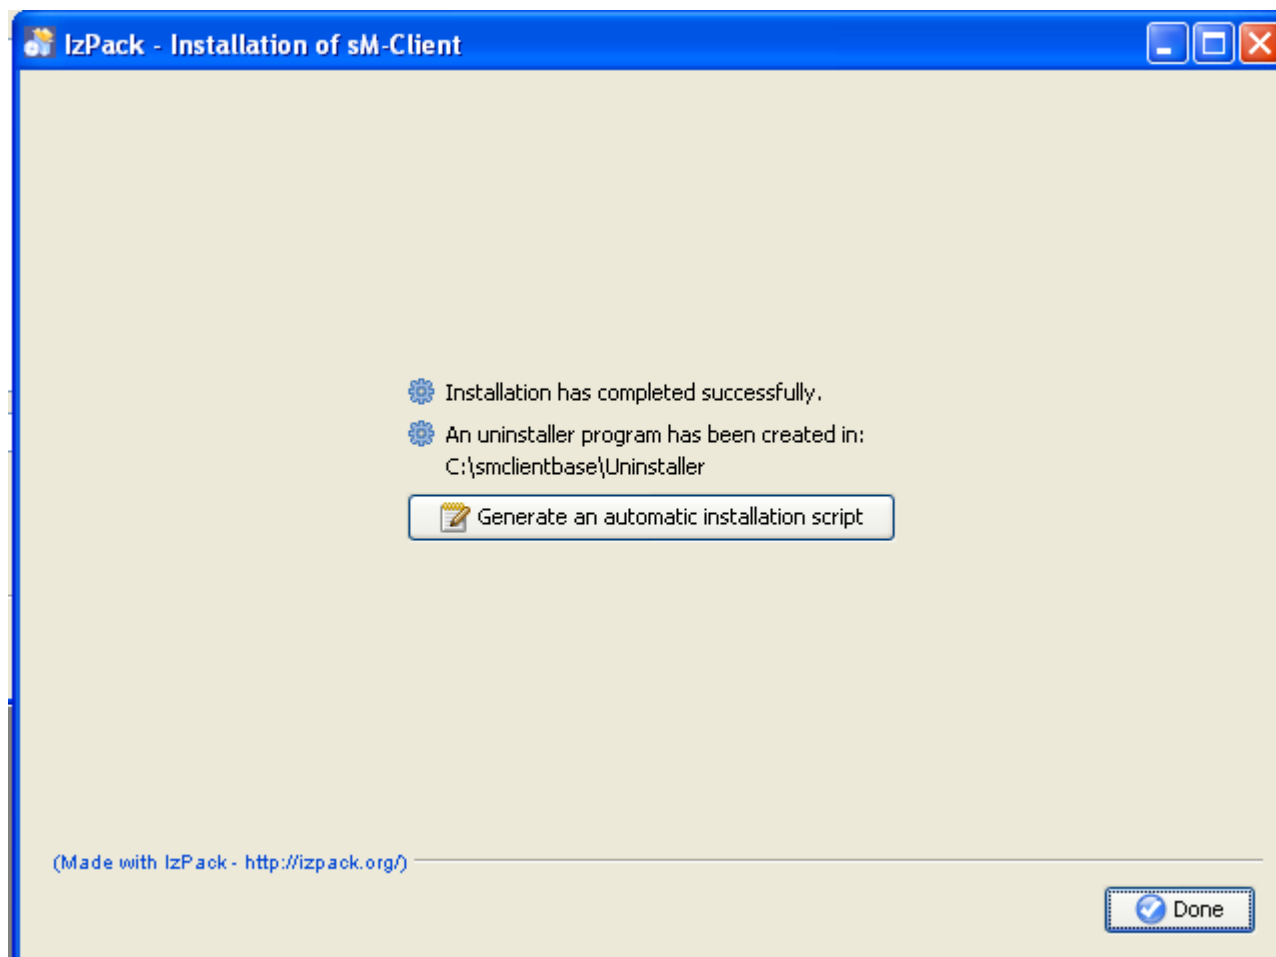 IzPack - Installation of sM-Client
Installation has completed successfully.
An uninstaller program has been created in:
C:\smclientbase\Uninstaller
Generate an automatic installation script
(Made with IzPack - http://izpack.org/)
Done